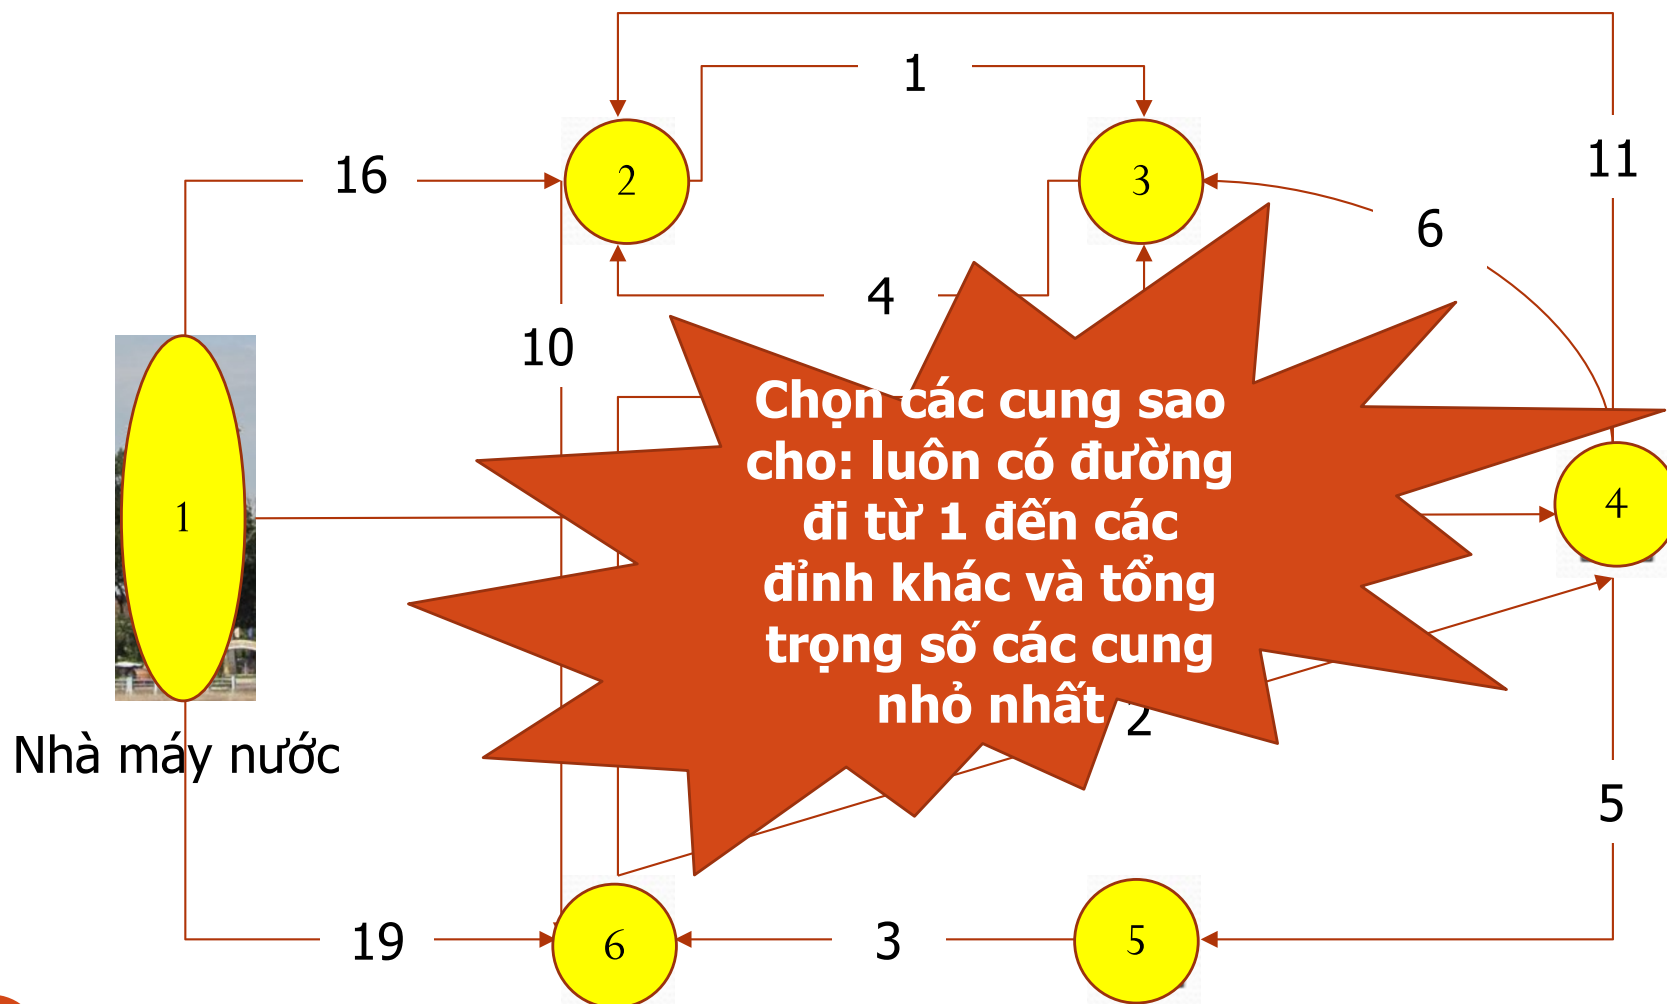 1
11
16
2
3
6
4
10
Chọn các cung sao
cho: luôn có đường
đi từ 1 đến các
đỉnh khác và tổng
trọng số các cung
nhỏ nhất
1
4
2
Nhà máy nước
5
19
6
3
5